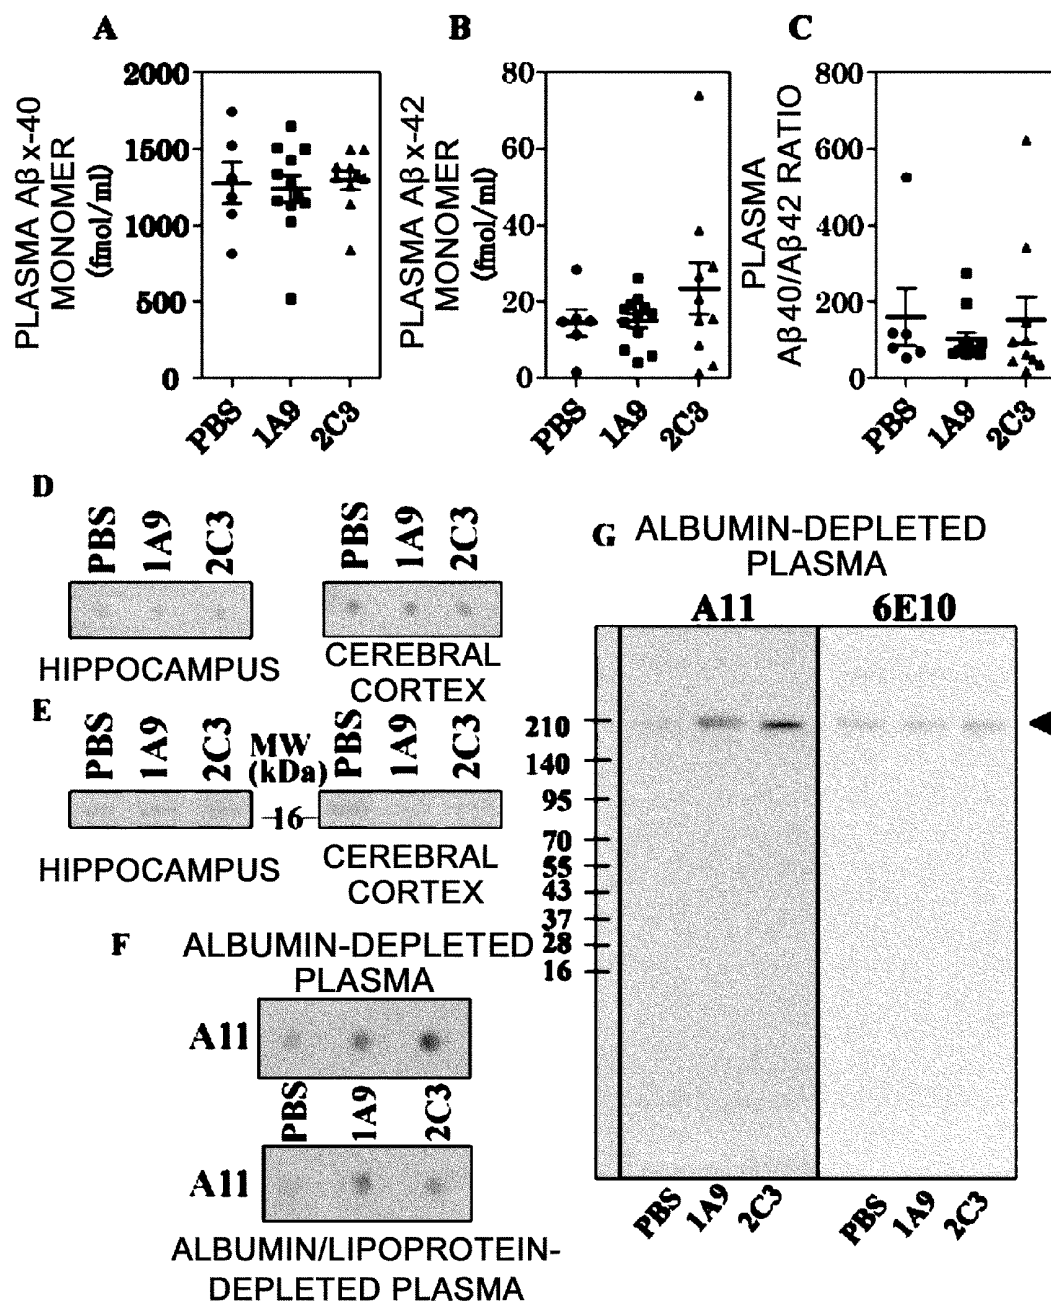 A
PLASMA Aβ x-40
MONOMER
(fmol/ml)
2000
1500
1000
500
0
PBS
1A9
2C3
B
PLASMA Aβ x-42
MONOMER
(fmol/ml)
80
60
40
20
0
PBS
1A9
2C3
C
PLASMA
Aβ40/Aβ42 RATIO
800
600
400
200
0
PBS
1A9
2C3
D
PBS
1A9
2C3
HIPPOCAMPUS
PBS
1A9
2C3
CEREBRAL
CORTEX
E
PBS
1A9
2C3
HIPPOCAMPUS
MW
(kDa)
16
PBS
1A9
2C3
CEREBRAL
CORTEX
F
ALBUMIN-DEPLETED
PLASMA
A11
PBS
1A9
2C3
A11
ALBUMIN/LIPOPROTEIN-
DEPLETED PLASMA
G
ALBUMIN-DEPLETED
PLASMA
A11
6E10
210
140
95
70
55
43
37
28
16
PBS
1A9
2C3
PBS
1A9
2C3